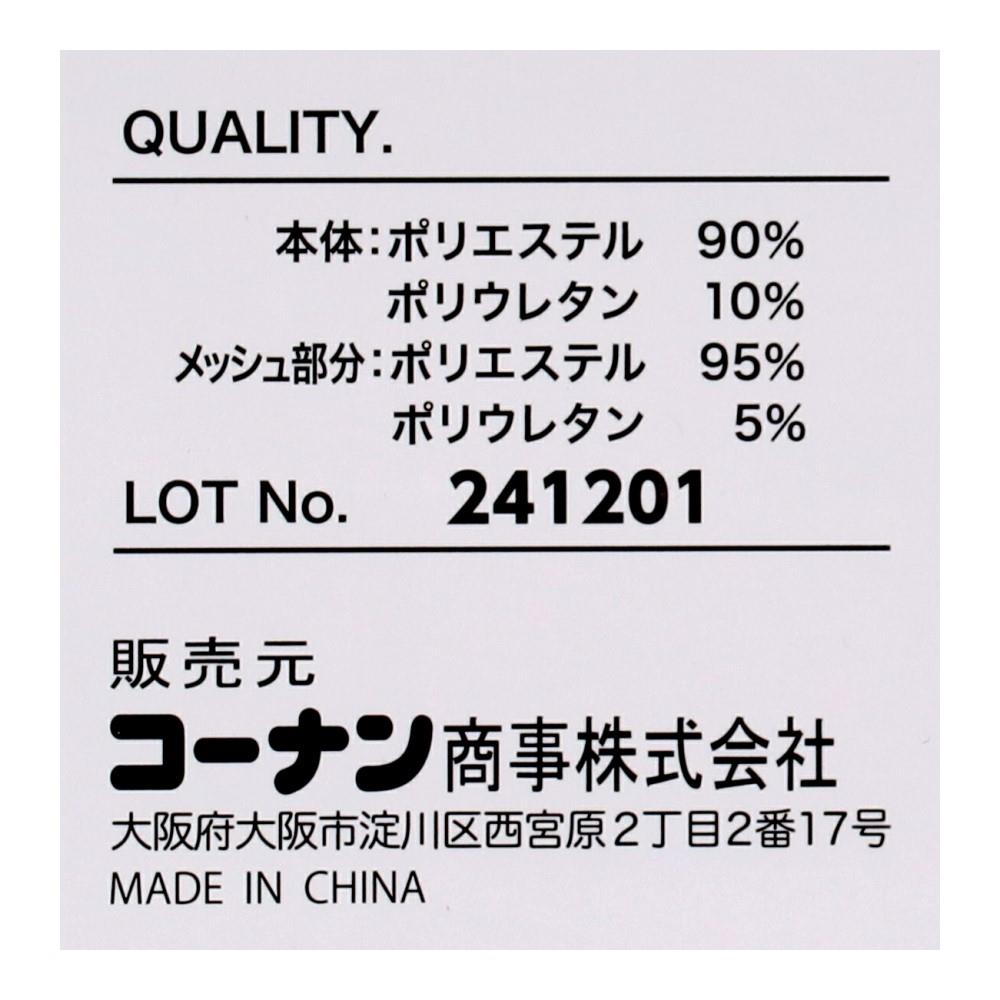 QUALITY.
本体：ポリエステル　90%
ポリウレタン　10%
メッシュ部分：ポリエステル　95%
ポリウレタン　5%
LOT No.　241201
販売元
コーナン商事株式会社
大阪府大阪市淀川区西宮原2丁目2番17号
MADE IN CHINA